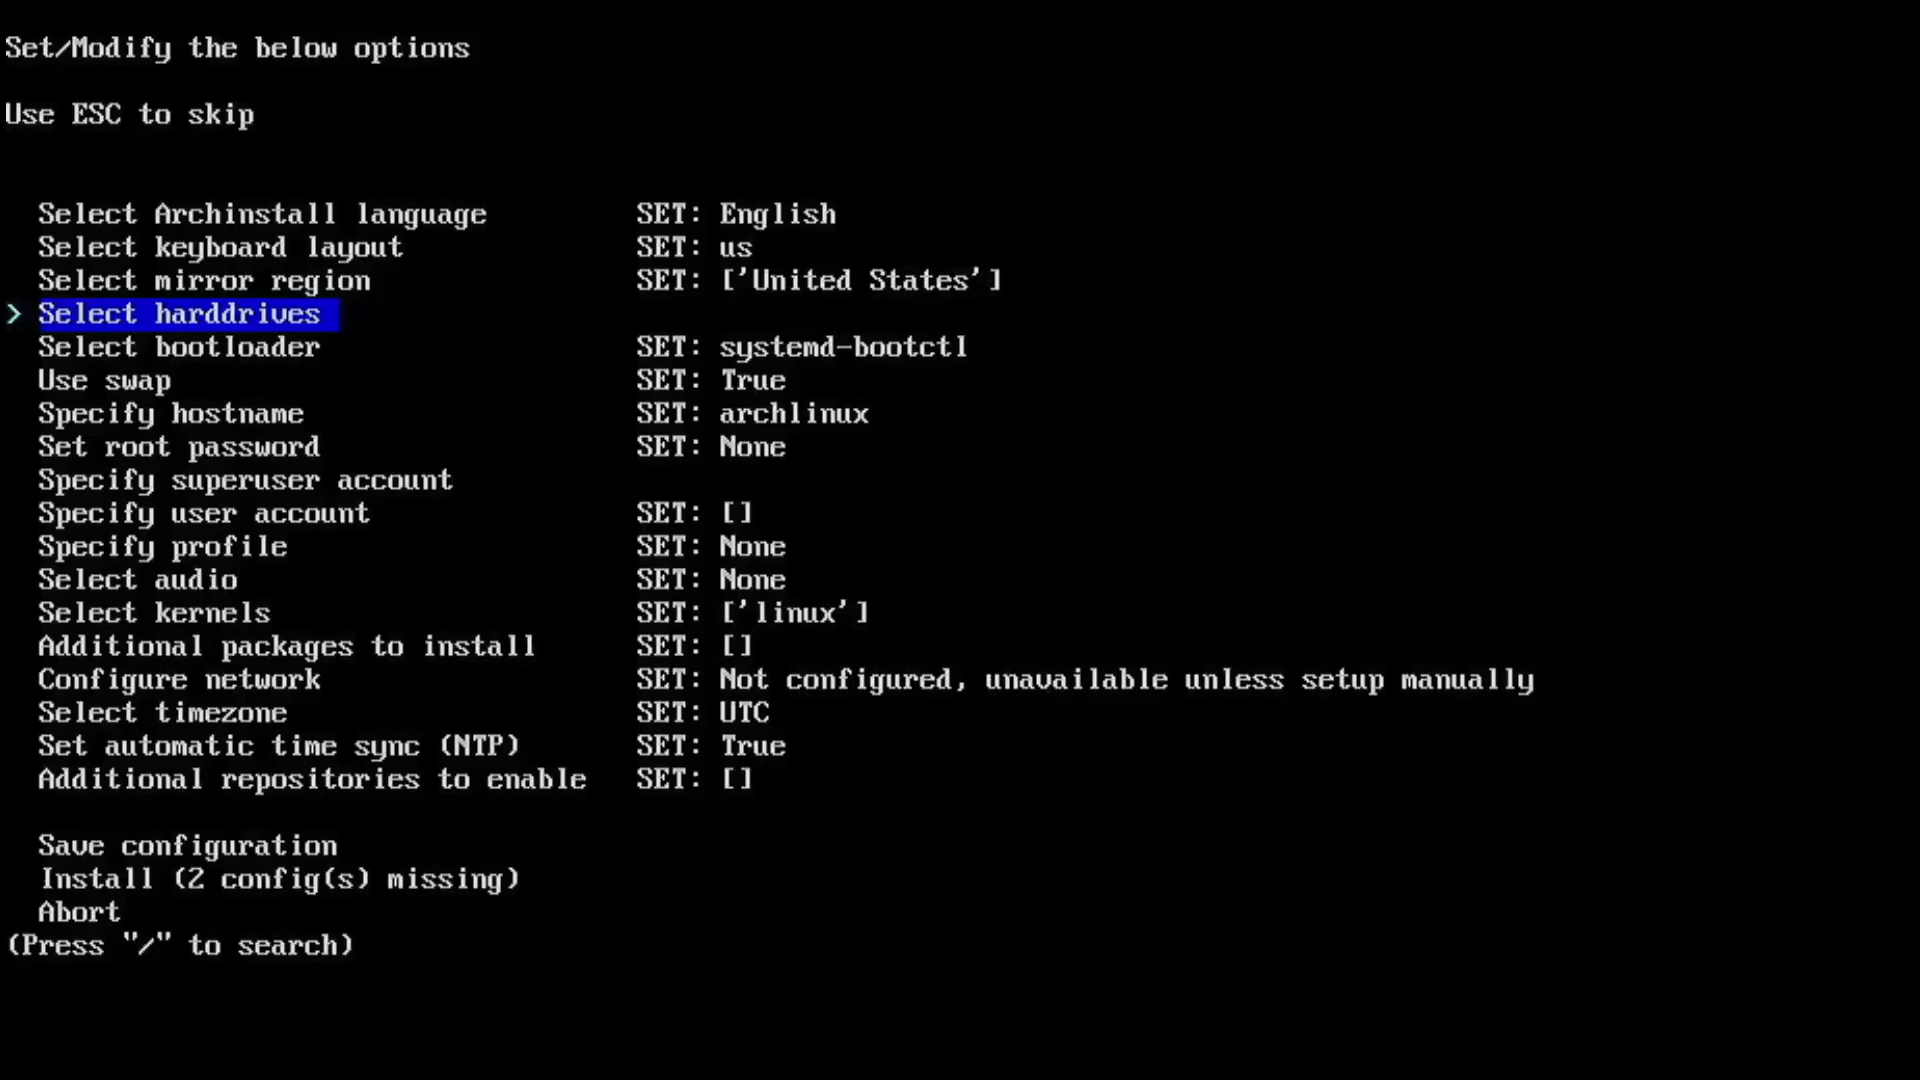 Set/Modify the below options
Use ESC to skip
Select Archinstall language SET: English
Select keyboard layout SET: us
Select mirror region SET: ['United States']
> Select harddrives
Select bootloader SET: systemd-bootctl
Use swap SET: True
Specify hostname SET: archlinux
Set root password SET: None
Specify superuser account
Specify user account SET: []
Specify profile SET: None
Select audio SET: None
Select kernels SET: ['linux']
Additional packages to install SET: []
Configure network SET: Not configured, unavailable unless setup manually
Select timezone SET: UTC
Set automatic time sync (NTP) SET: True
Additional repositories to enable SET: []
Save configuration
Install (2 config(s) missing)
Abort
(Press "/" to search)